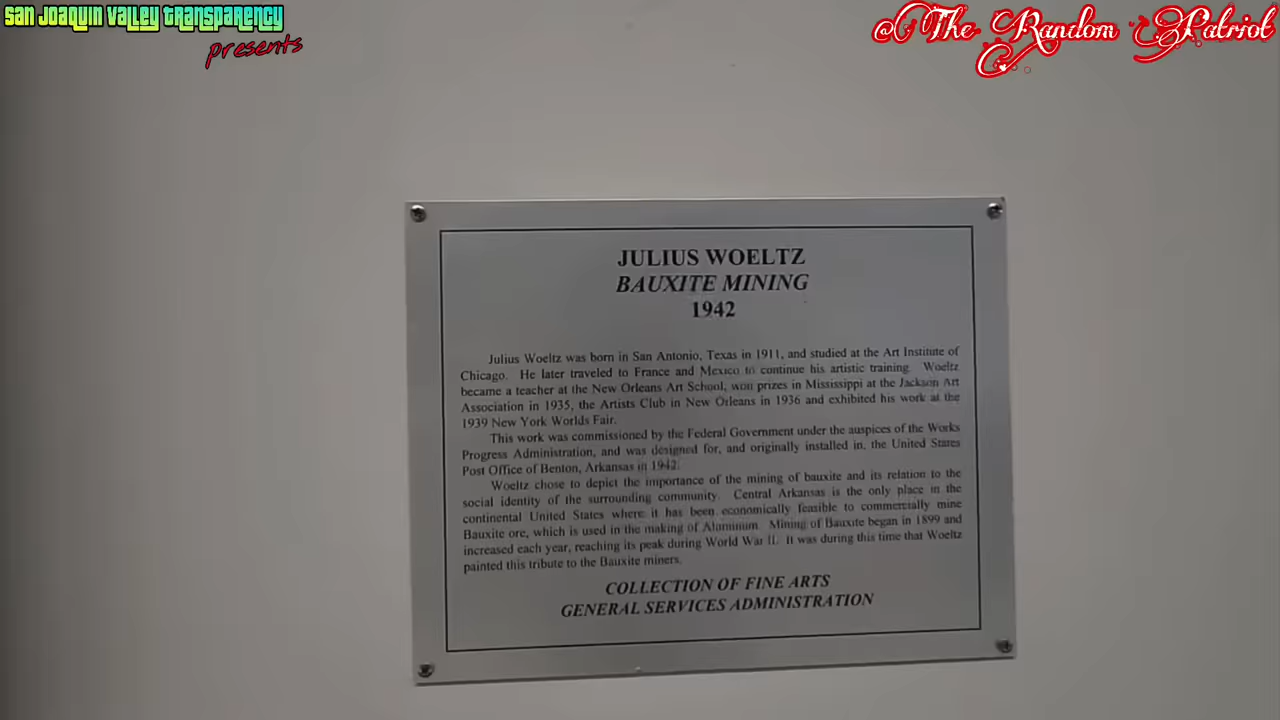 SAN JOAQUIN VALLEY TRANSPARENCY
presents
@The Random Patriot
JULIUS WOELTZ
BAUXITE MINING
1942
Julius Woeltz was born in San Antonio, Texas in 1911, and studied at the Art Institute of
Chicago. He later traveled to France and Mexico to continue his artistic training. Woeltz
became a teacher at the New Orleans Art School, won prizes in Mississippi at the Jackson Art
Association in 1935, the Artists Club in New Orleans in 1936 and exhibited his work at the
1939 New York Worlds Fair.
This work was commissioned by the Federal Government under the auspices of the Works
Progress Administration, and was designed for, and originally installed in, the United States
Post Office of Benton, Arkansas in 1942.
Woeltz chose to depict the importance of the mining of bauxite and its relation to the
social identity of the surrounding community. Central Arkansas is the only place in the
continental United States where it has been economically feasible to commercially mine
Bauxite ore, which is used in the making of Aluminum. Mining of Bauxite began in 1899 and
increased each year, reaching its peak during World War II. It was during this time that Woeltz
painted this tribute to the Bauxite miners.
COLLECTION OF FINE ARTS
GENERAL SERVICES ADMINISTRATION